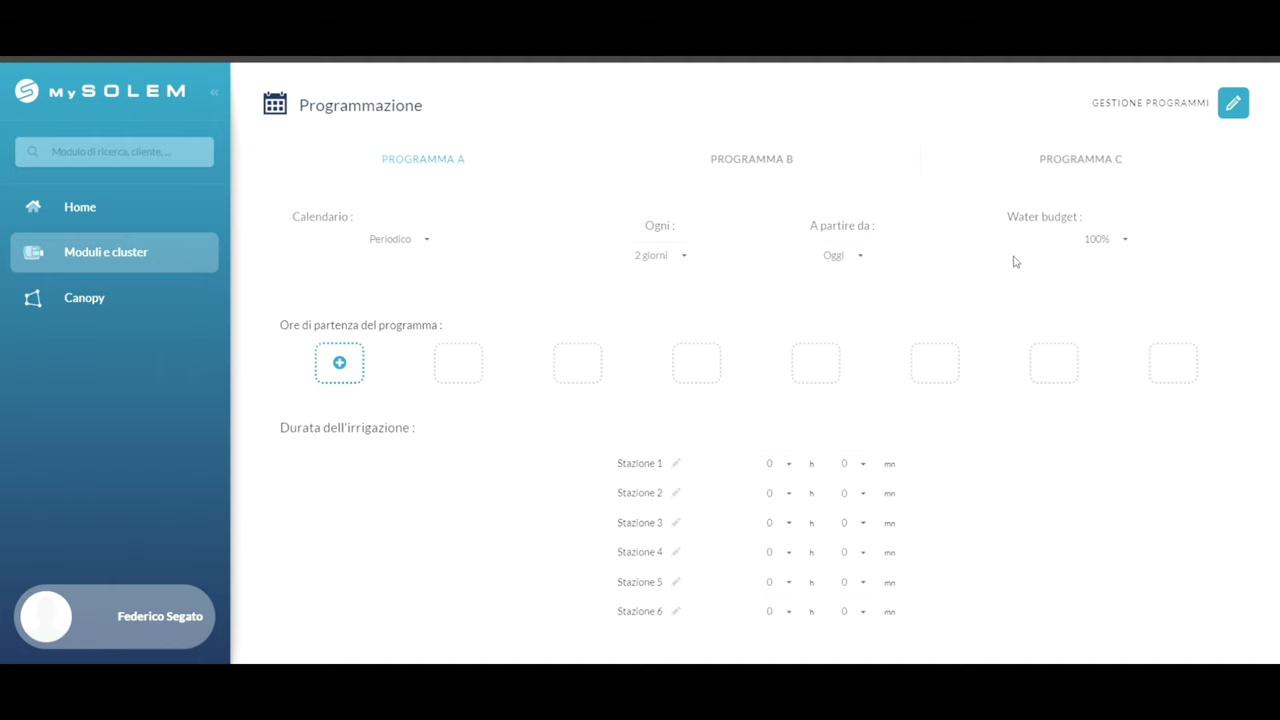 MySOLEM
«
Modulo di ricerca, cliente, ...
Home
Moduli e cluster
Canopy
Federico Segato
Programmazione
GESTIONE PROGRAMMI
PROGRAMMA A
PROGRAMMA B
PROGRAMMA C
Calendario :
Periodico
Ogni :
2 giorni
A partire da :
Oggi
Water budget :
100%
Ore di partenza del programma :
Durata dell'irrigazione :
Stazione 1 0 h 0 mn
Stazione 2 0 h 0 mn
Stazione 3 0 h 0 mn
Stazione 4 0 h 0 mn
Stazione 5 0 h 0 mn
Stazione 6 0 h 0 mn